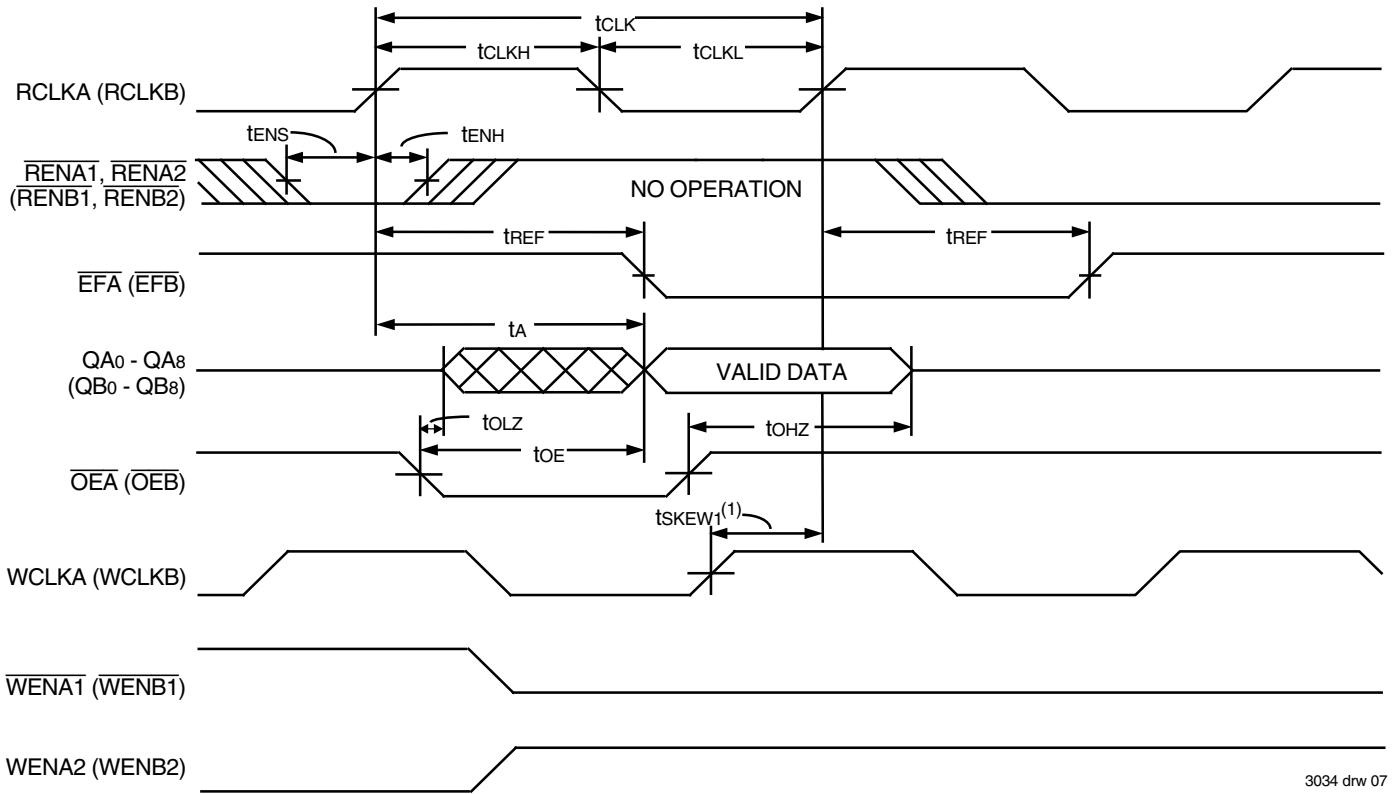 tCLK
tCLKH tCLKL
RCLKA (RCLKB)
tENS tENH
RENA1, RENA2
(RENB1, RENB2)
NO OPERATION
tREF tREF
EFA (EFB)
tA
QA0 - QA8
(QB0 - QB8)
VALID DATA
tOLZ tOHZ
tOE
OEA (OEB)
tSKEW1(1)
WCLKA (WCLKB)
WENA1 (WENB1)
WENA2 (WENB2)
3034 drw 07